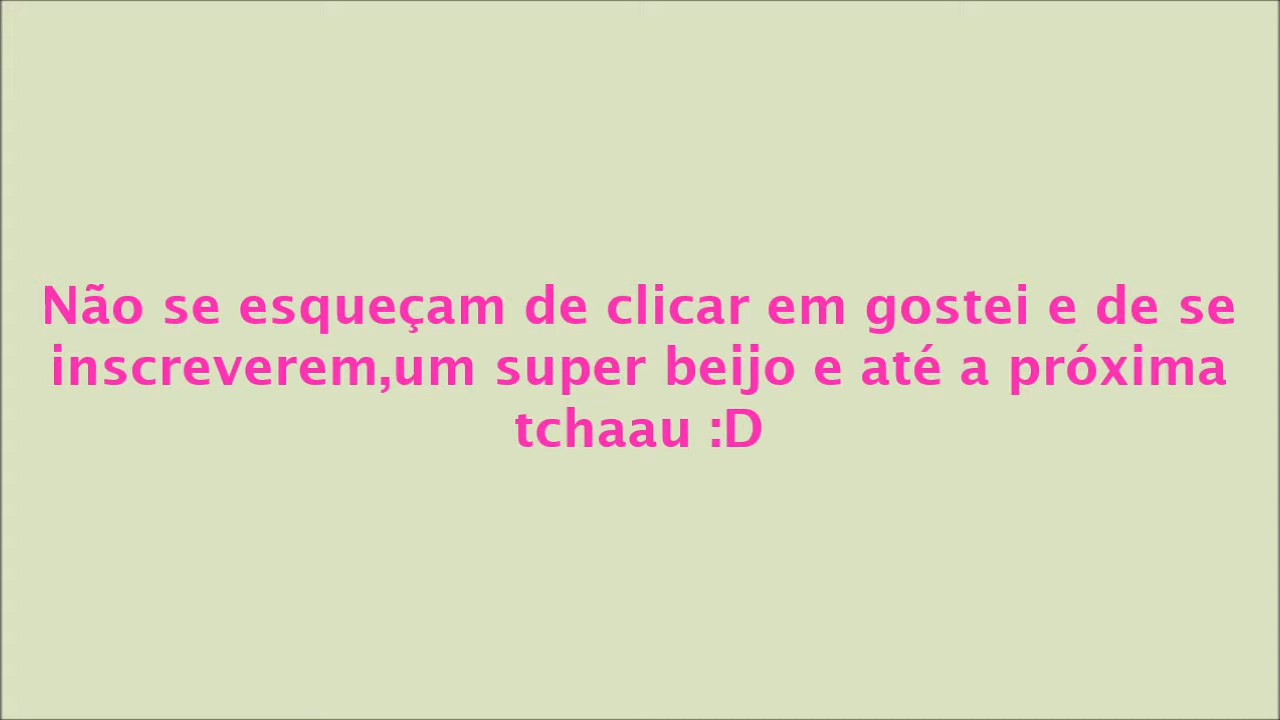 Não se esqueçam de clicar em gostei e de se
inscreverem,um super beijo e até a próxima
tchaau :D